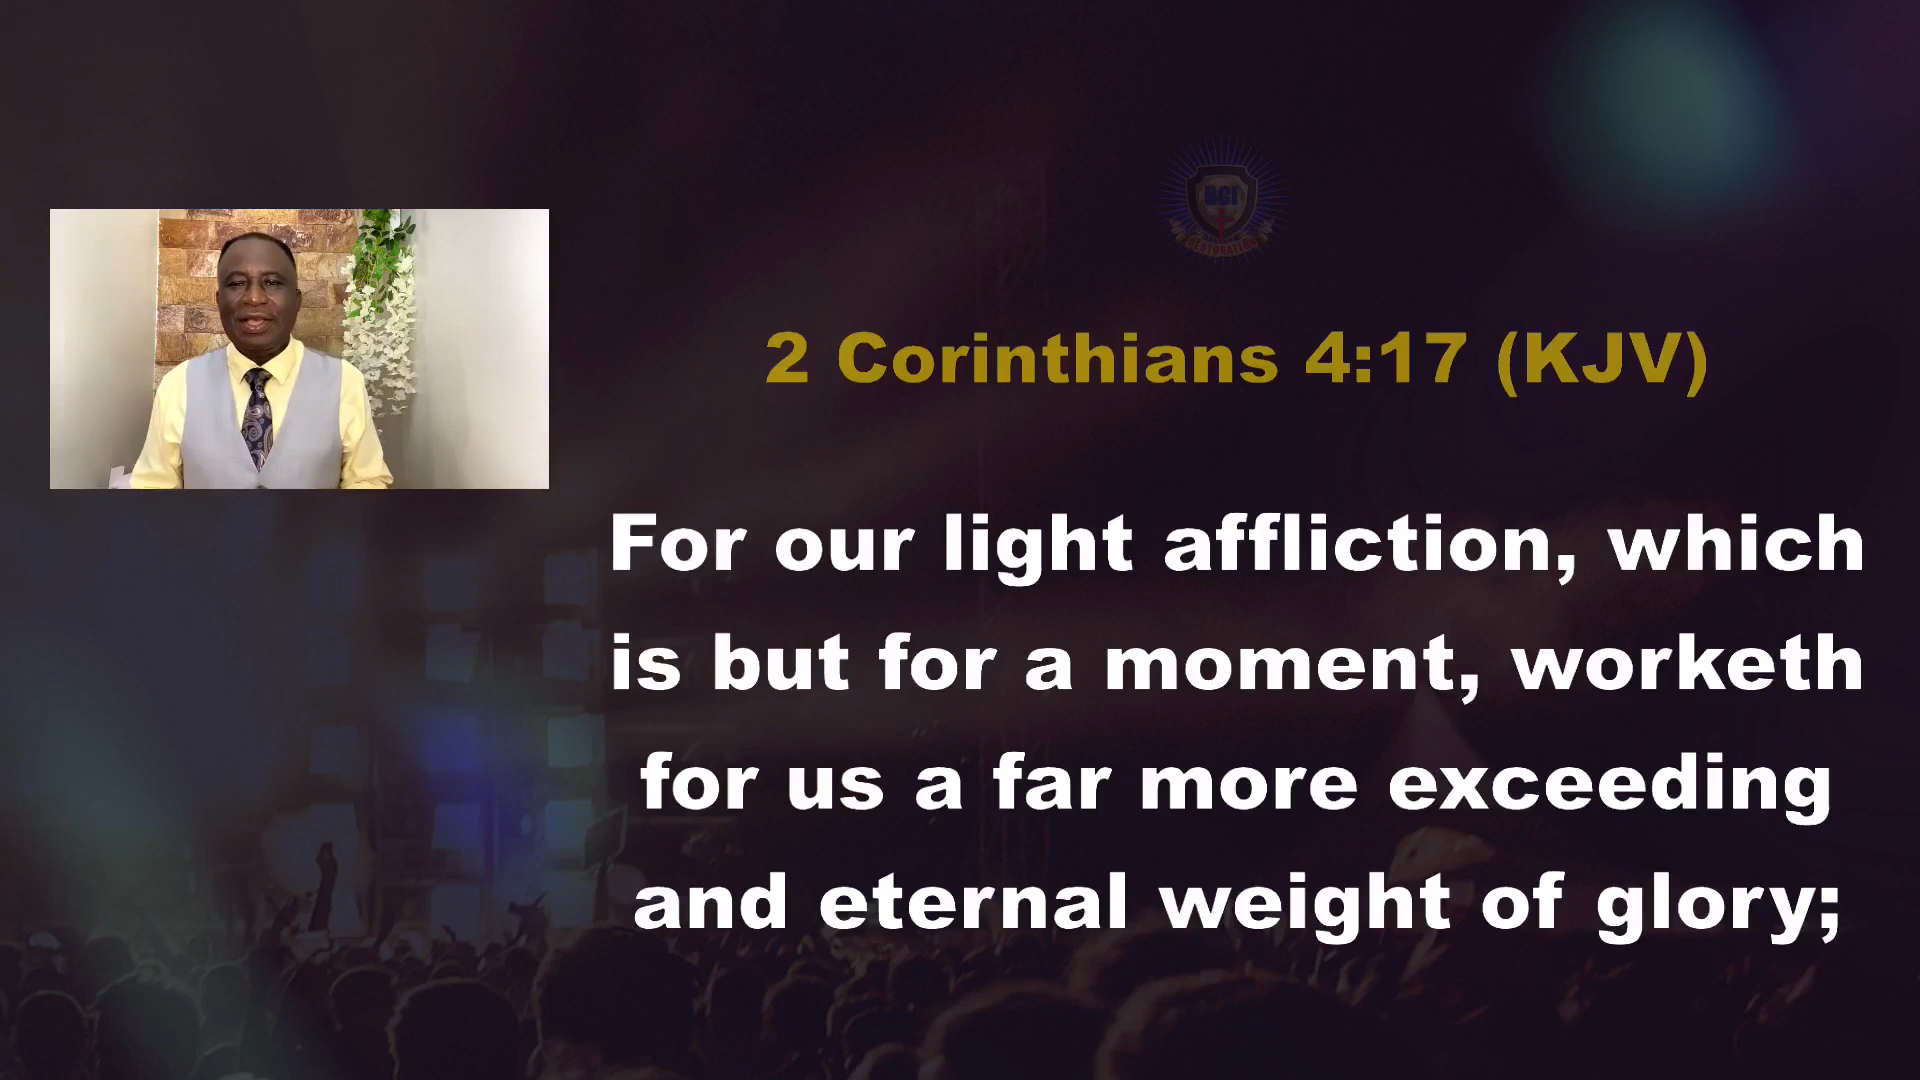 RESTORATION
2 Corinthians 4:17 (KJV)
For our light affliction, which
is but for a moment, worketh
for us a far more exceeding
and eternal weight of glory;